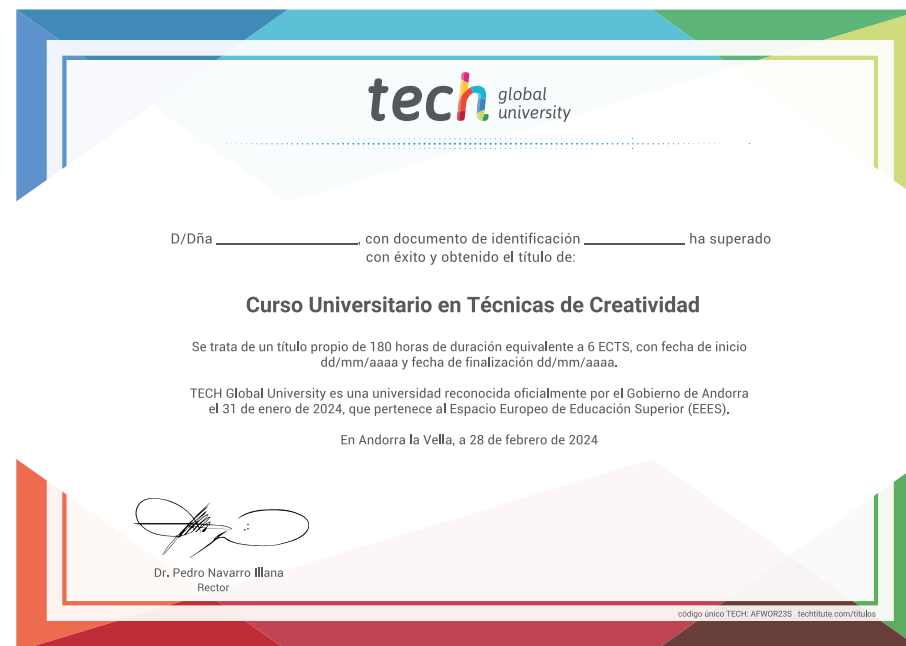 tech global university
D/Dña ____________________, con documento de identificación ______________ ha superado
con éxito y obtenido el título de:
Curso Universitario en Técnicas de Creatividad
Se trata de un título propio de 180 horas de duración equivalente a 6 ECTS, con fecha de inicio
dd/mm/aaaa y fecha de finalización dd/mm/aaaa.
TECH Global University es una universidad reconocida oficialmente por el Gobierno de Andorra
el 31 de enero de 2024, que pertenece al Espacio Europeo de Educación Superior (EEES).
En Andorra la Vella, a 28 de febrero de 2024
Dr. Pedro Navarro Illana
Rector
código único TECH: AFWOR23S techtitute.com/titulos